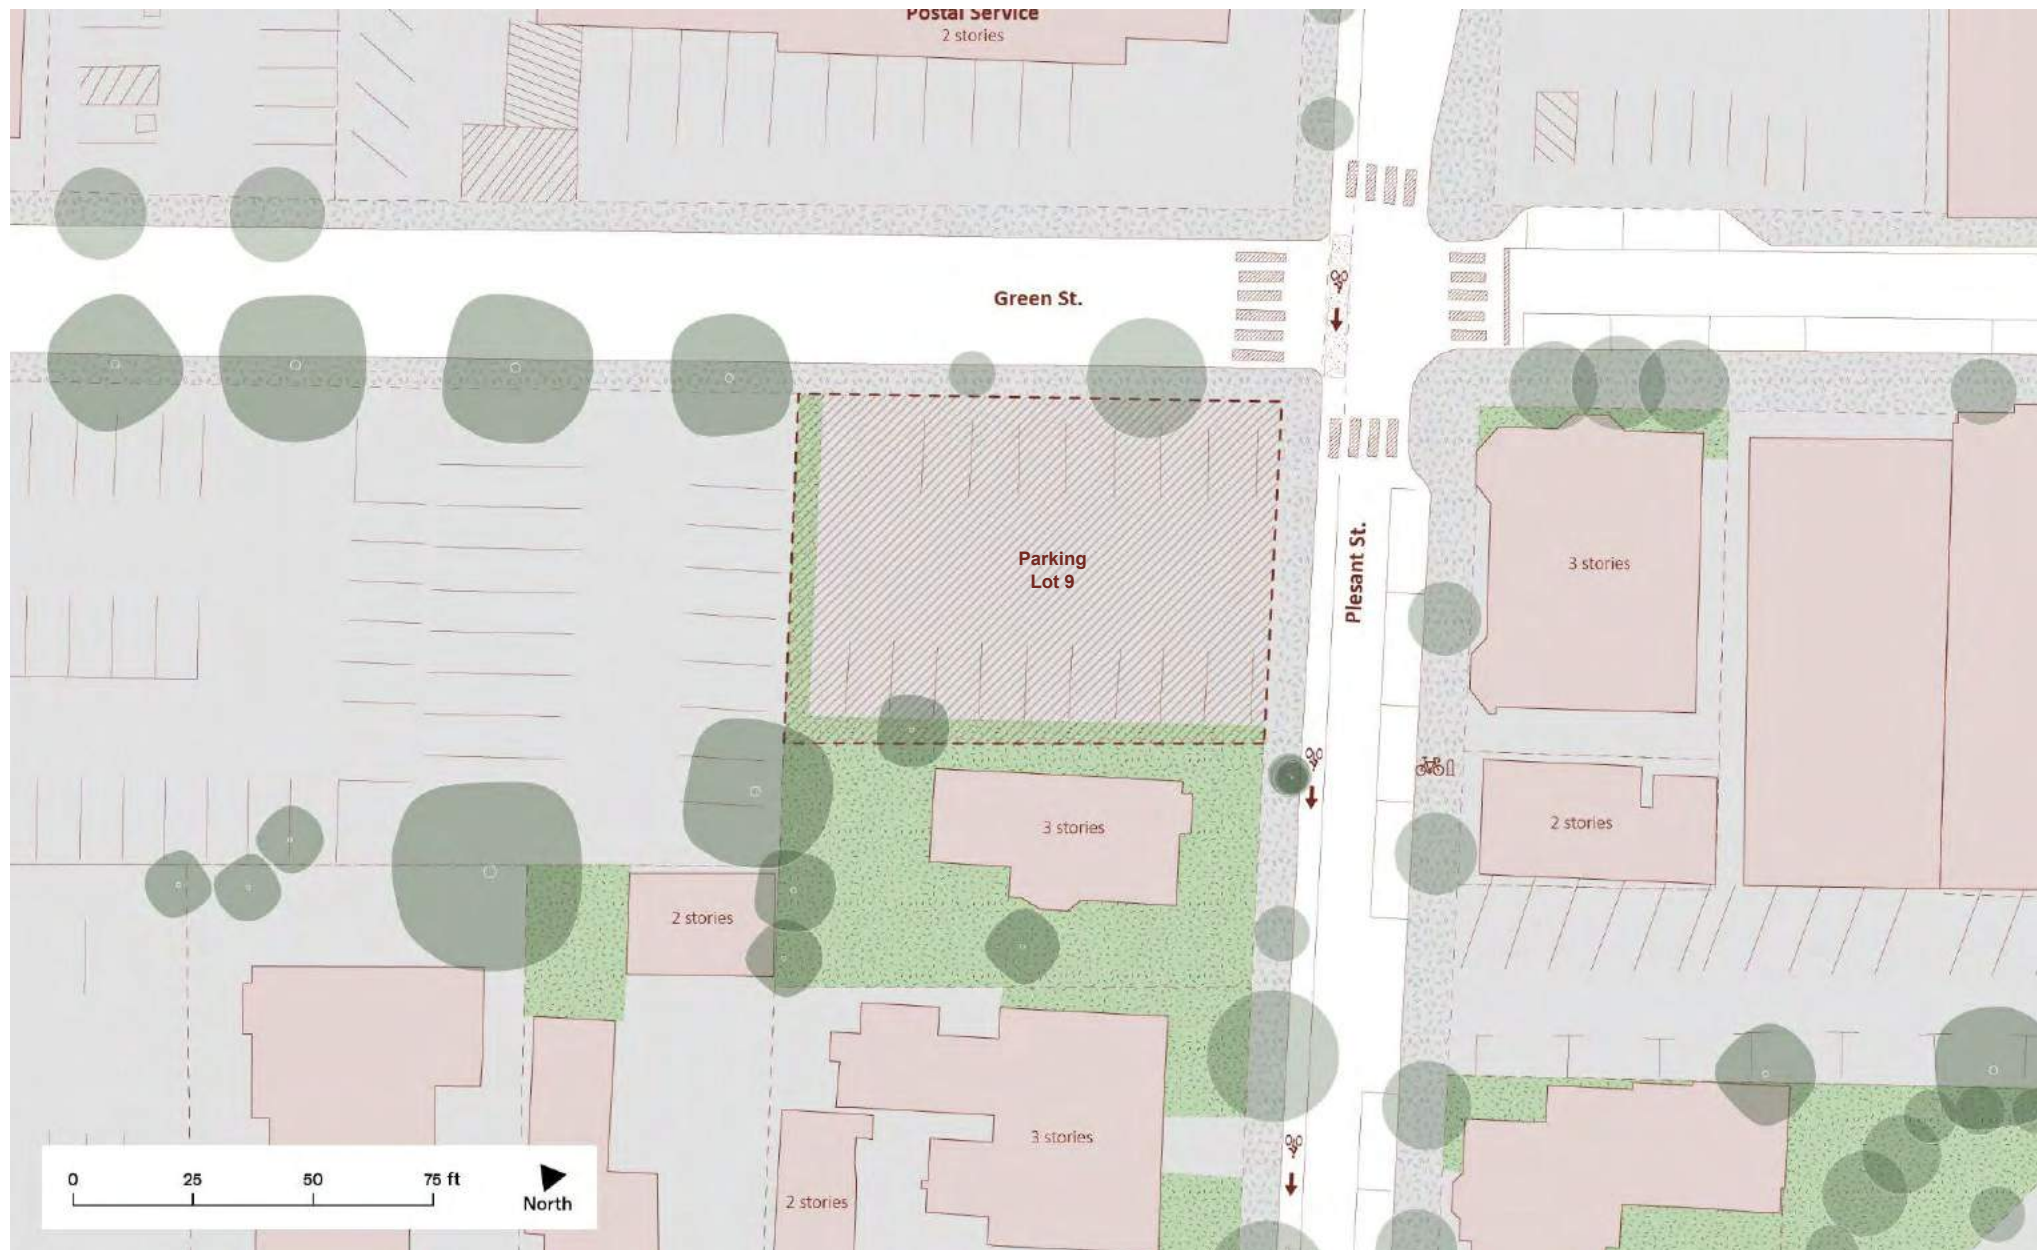 Postal Service
2 stories
Green St.
Parking
Lot 9
Plesant St.
3 stories
3 stories
2 stories
2 stories
3 stories
2 stories
0 25 50 75 ft
North